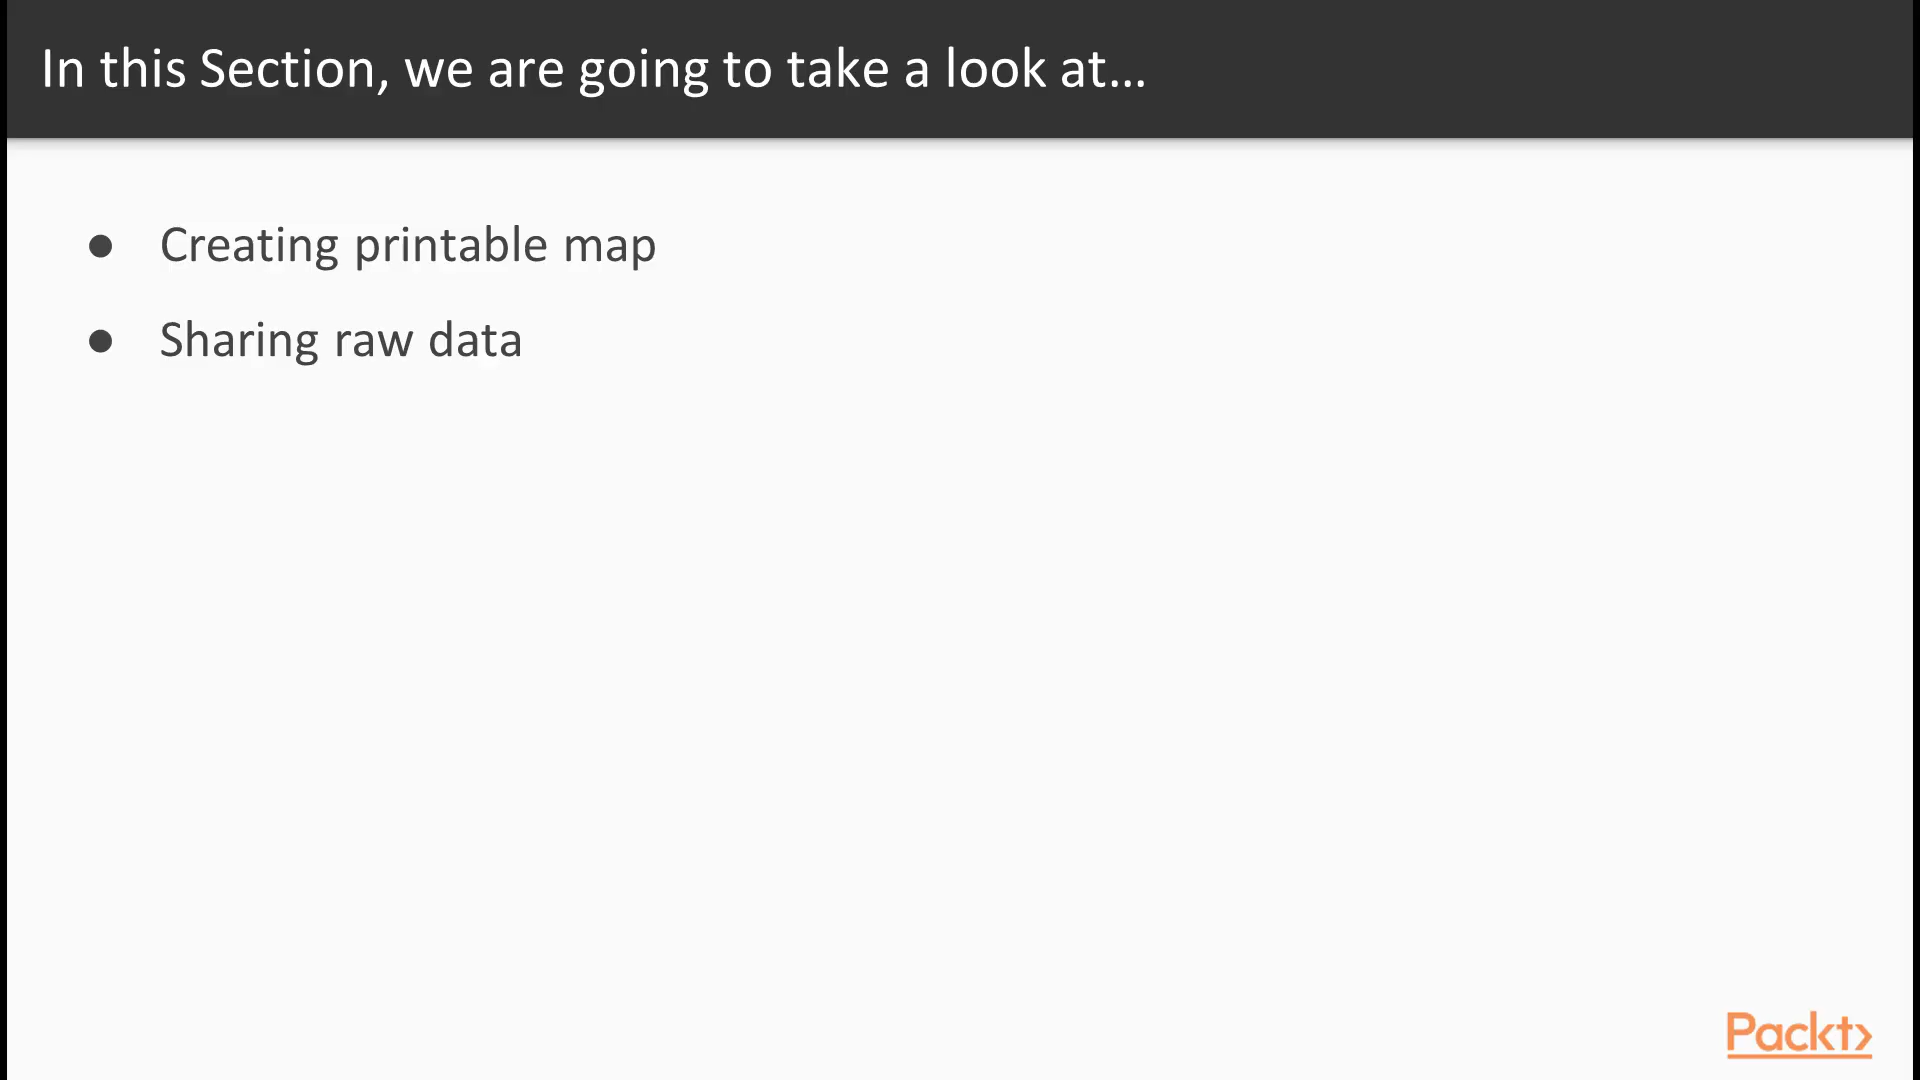 In this Section, we are going to take a look at...
● Creating printable map
● Sharing raw data
Packt>